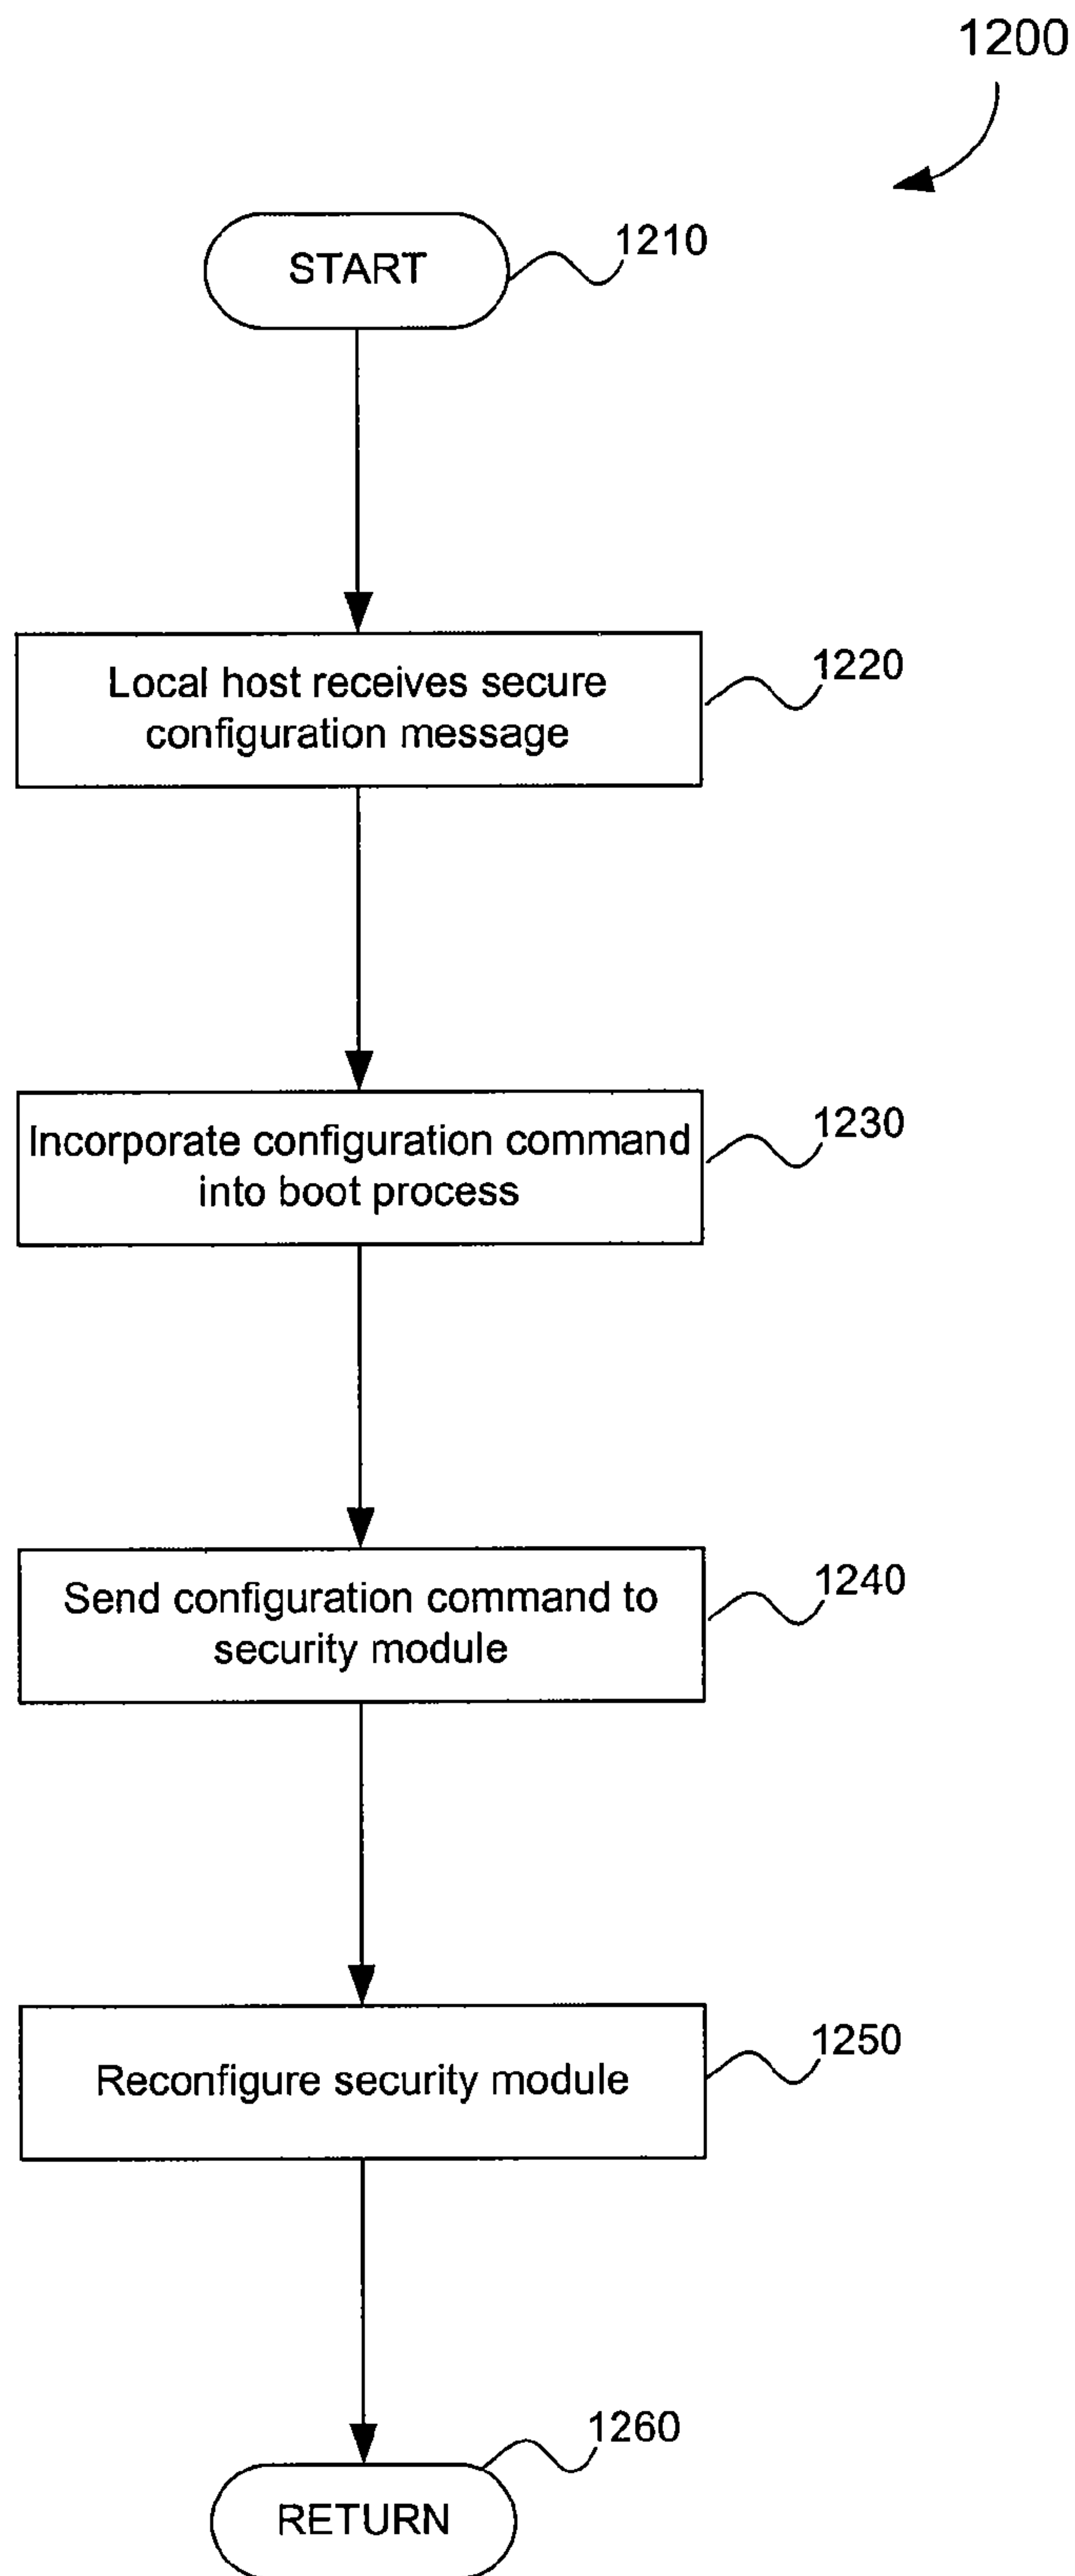 1200
START
1210
Local host receives secure
configuration message
1220
Incorporate configuration command
into boot process
1230
Send configuration command to
security module
1240
Reconfigure security module
1250
RETURN
1260